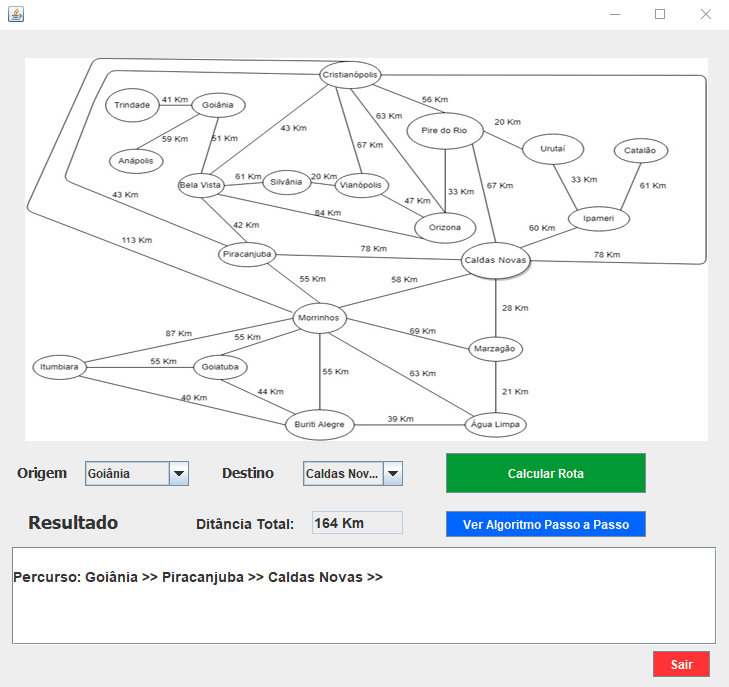 Cristianópolis
56 Km
41 Km
Trindade
Goiânia
63 Km
20 Km
43 Km
Pire do Rio
59 Km
51 Km
67 Km
Urutaí
Catalão
Anápolis
61 Km
Silvânia
20 Km
33 Km
61 Km
Bela Vista
Vianópolis
67 Km
33 Km
43 Km
47 Km
84 Km
Ipameri
42 Km
Orizona
60 Km
113 Km
Piracanjuba
78 Km
Caldas Novas
78 Km
55 Km
58 Km
28 Km
Morrinhos
87 Km
55 Km
69 Km
Marzagão
Itumbiara
55 Km
Goiatuba
55 Km
63 Km
44 Km
21 Km
40 Km
39 Km
Buriti Alegre
Água Limpa
Origem
Goiânia
Destino
Caldas Nov...
Calcular Rota
Resultado
Ditância Total:
164 Km
Ver Algoritmo Passo a Passo
Percurso: Goiânia >> Piracanjuba >> Caldas Novas >>
Sair